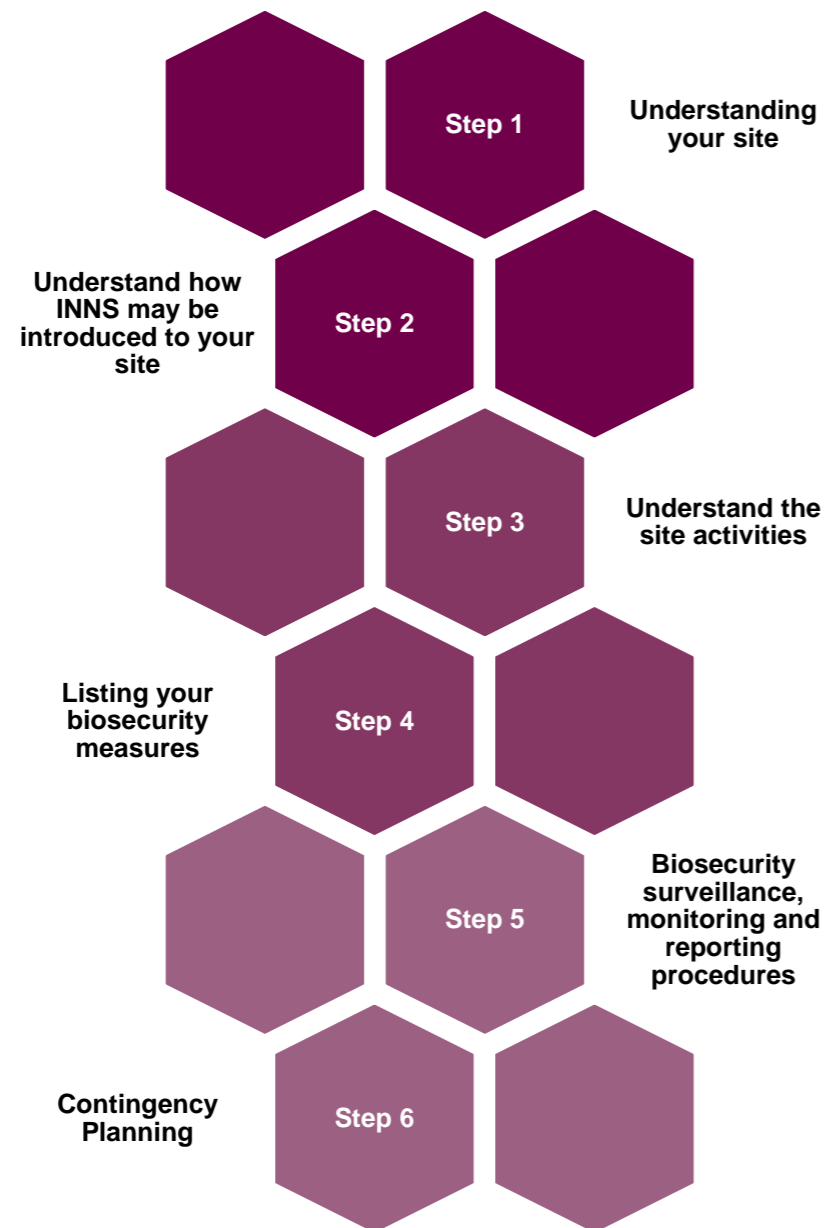 Step 1
Understanding
your site
Understand how
INNS may be
introduced to your
site
Step 2
Step 3
Understand the
site activities
Listing your
biosecurity
measures
Step 4
Step 5
Biosecurity
surveillance,
monitoring and
reporting
procedures
Contingency
Planning
Step 6